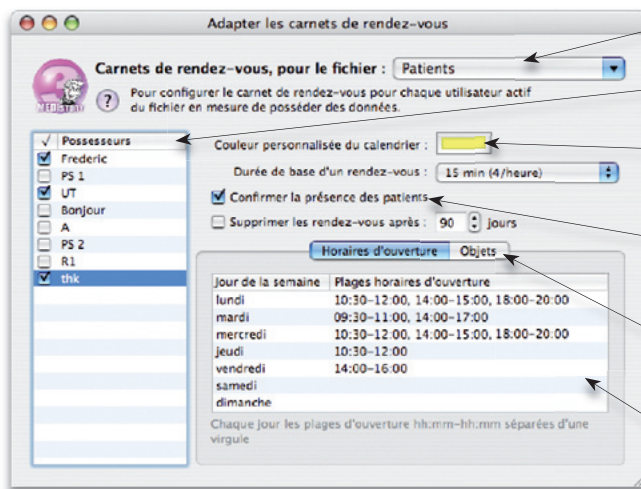 Adapter les carnets de rendez-vous
Carnets de rendez-vous, pour le fichier : Patients
MEDISTORY
? Pour configurer le carnet de rendez-vous pour chaque utilisateur actif
du fichier en mesure de posséder des données.
√ Possesseurs
Frederic
PS 1
UT
Bonjour
A
PS 2
R1
thk
Couleur personnalisée du calendrier :
Durée de base d'un rendez-vous : 15 min (4/heure)
Confirmer la présence des patients
Supprimer les rendez-vous après : 90 jours
Horaires d'ouverture Objets
Jour de la semaine Plages horaires d'ouverture
lundi 10:30-12:00, 14:00-15:00, 18:00-20:00
mardi 09:30-11:00, 14:00-17:00
mercredi 10:30-12:00, 14:00-15:00, 18:00-20:00
jeudi 10:30-12:00
vendredi 14:00-16:00
samedi
dimanche
Chaque jour les plages d'ouverture hh:mm-hh:mm séparées d'une
virgule